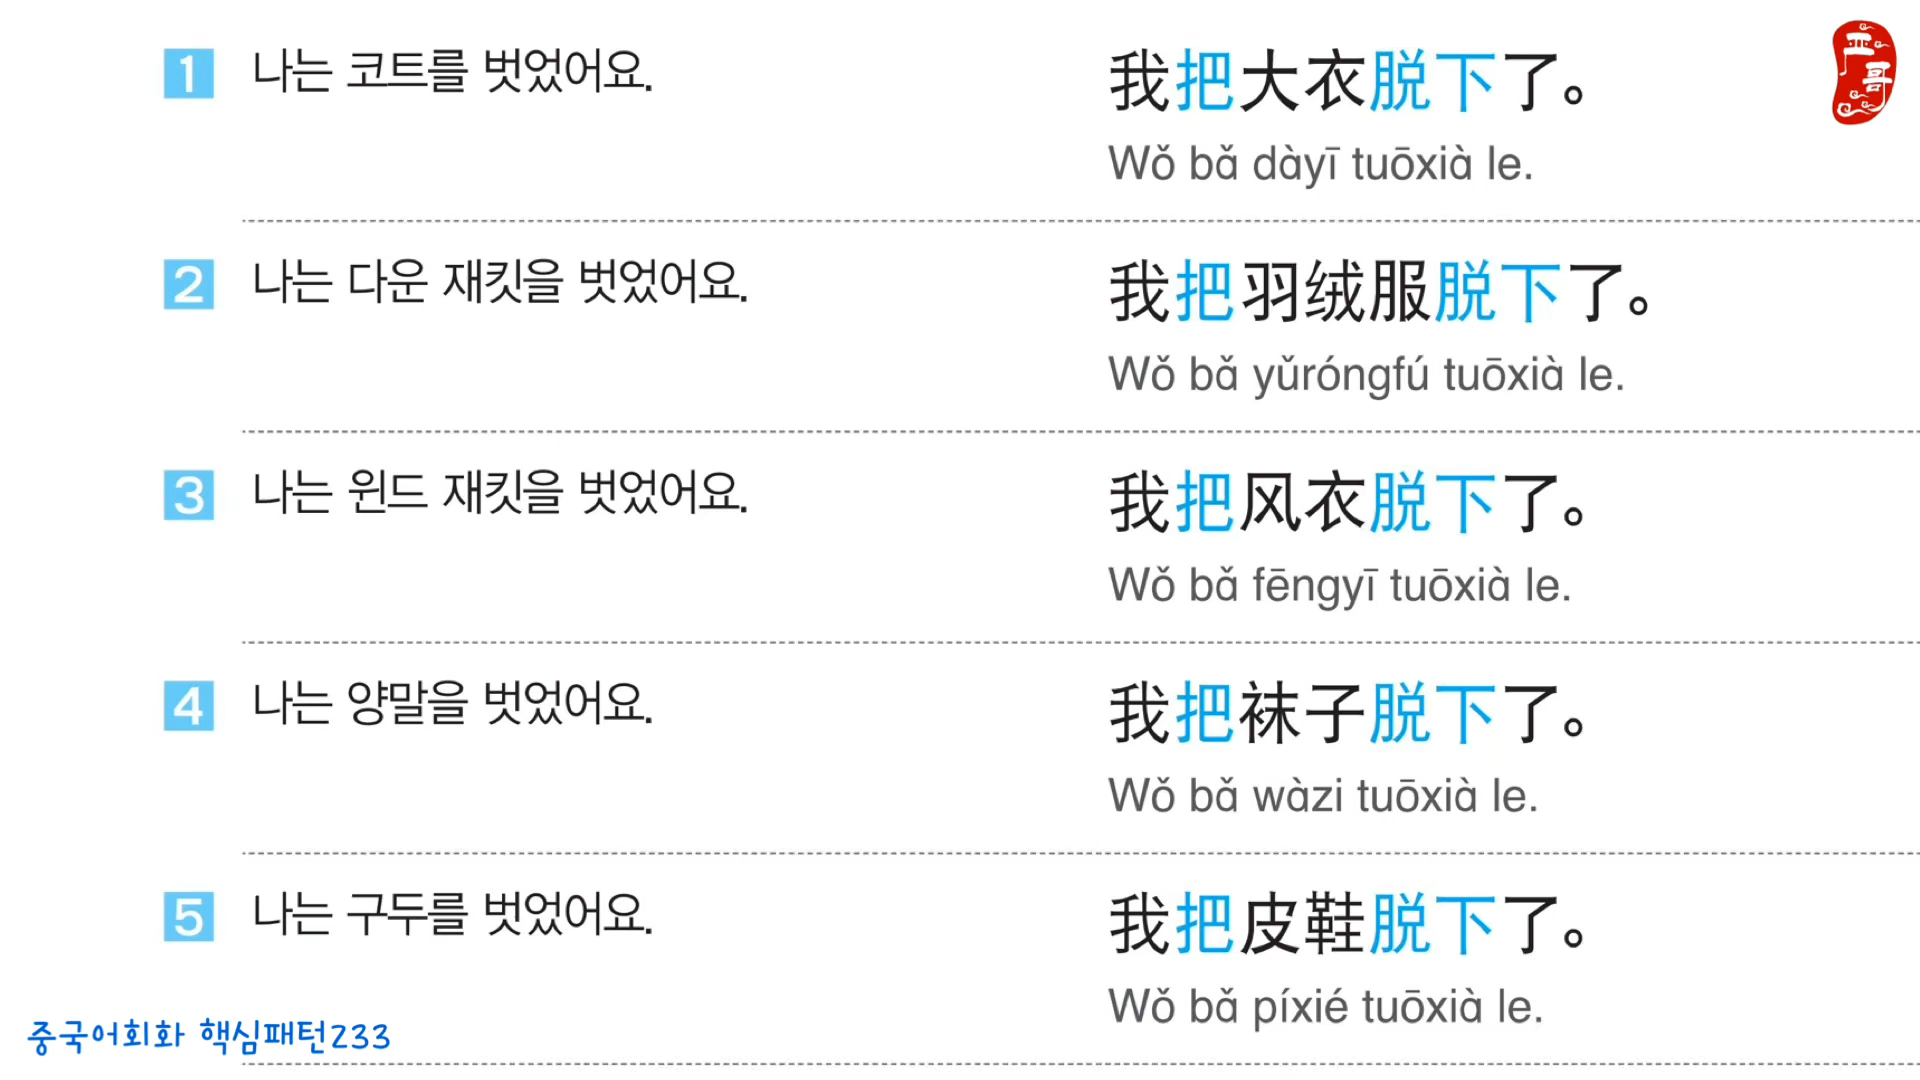 1 나는 코트를 벗었어요. 我把大衣脱下了。
Wǒ bǎ dàyī tuōxià le.
2 나는 다운 재킷을 벗었어요. 我把羽绒服脱下了。
Wǒ bǎ yǔróngfú tuōxià le.
3 나는 윈드 재킷을 벗었어요. 我把风衣脱下了。
Wǒ bǎ fēngyī tuōxià le.
4 나는 양말을 벗었어요. 我把袜子脱下了。
Wǒ bǎ wàzi tuōxià le.
5 나는 구두를 벗었어요. 我把皮鞋脱下了。
Wǒ bǎ píxié tuōxià le.
중국어회화 핵심패턴233